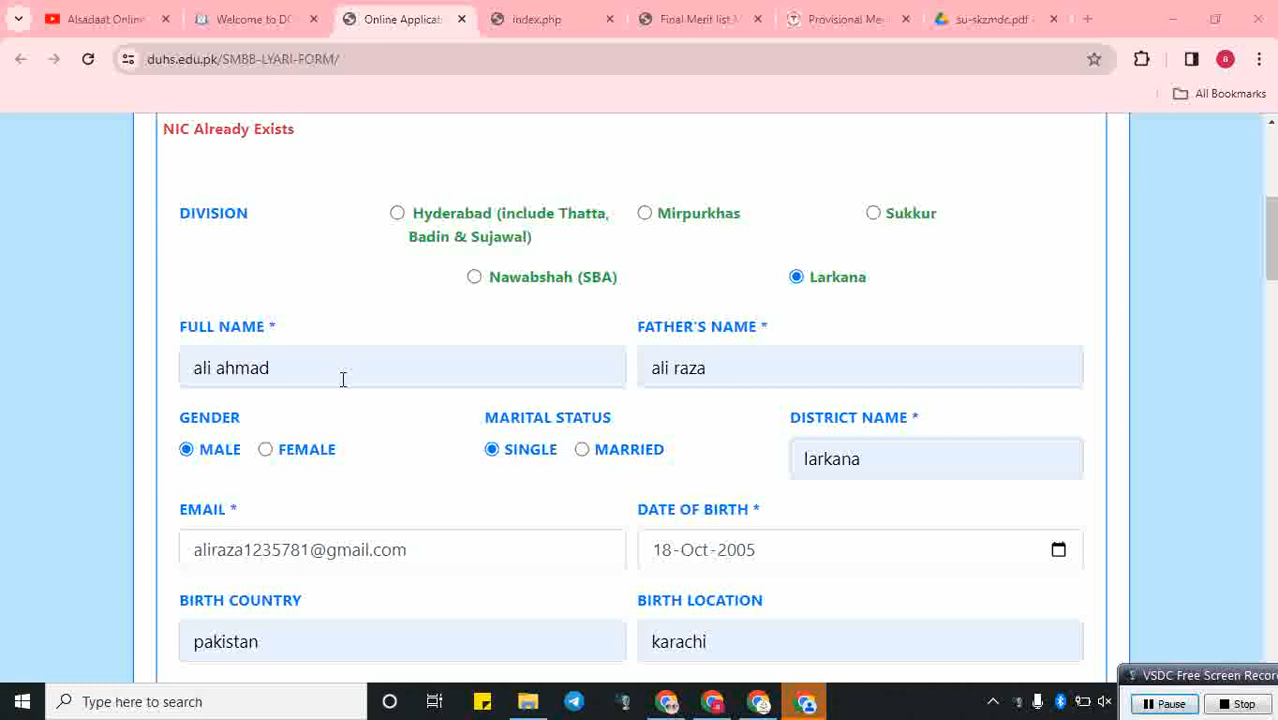 Alsadaat Online
Welcome to D
Online Applicat
index.php
Final Merit list
Provisional Me
su-skzmdc.pdf -
duhs.edu.pk/SMBB-LYARI-FORM/
a
All Bookmarks
NIC Already Exists
DIVISION
Hyderabad (include Thatta, Badin & Sujawal)
Mirpurkhas
Sukkur
Nawabshah (SBA)
Larkana
FULL NAME *
FATHER'S NAME *
ali ahmad
ali raza
GENDER
MARITAL STATUS
DISTRICT NAME *
MALE
FEMALE
SINGLE
MARRIED
larkana
EMAIL *
DATE OF BIRTH *
aliraza1235781@gmail.com
18-Oct-2005
BIRTH COUNTRY
BIRTH LOCATION
pakistan
karachi
VSDC Free Screen Recor
Type here to search
Pause
Stop